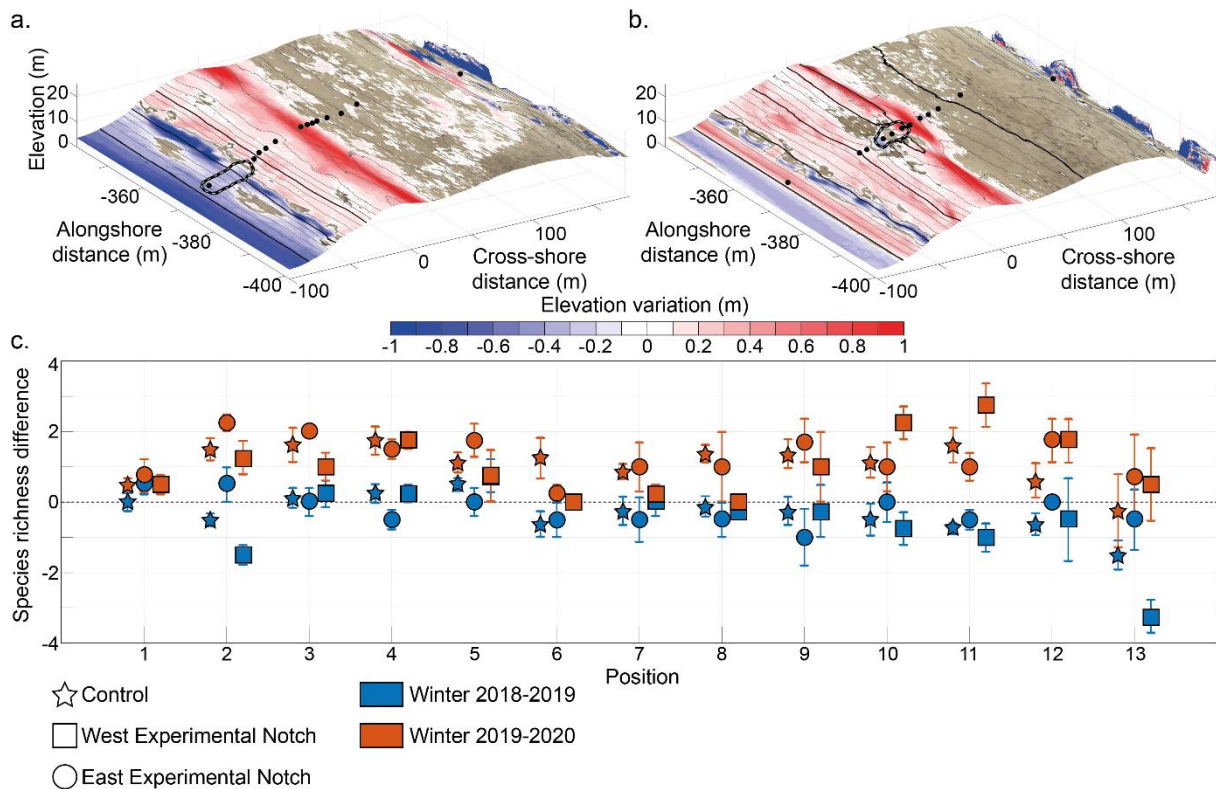 a.
b.
Elevation (m)
20
10
0
-360
-380
-400
Alongshore
distance (m)
-100
0
100
Cross-shore
distance (m)
Elevation (m)
20
10
0
-360
-380
-400
Alongshore
distance (m)
-100
0
100
Cross-shore
distance (m)
Elevation variation (m)
-1 -0.8 -0.6 -0.4 -0.2 0 0.2 0.4 0.6 0.8 1
c.
Species richness difference
4
2
0
-2
-4
1 2 3 4 5 6 7 8 9 10 11 12 13
Position
Control
Winter 2018-2019
West Experimental Notch
Winter 2019-2020
East Experimental Notch